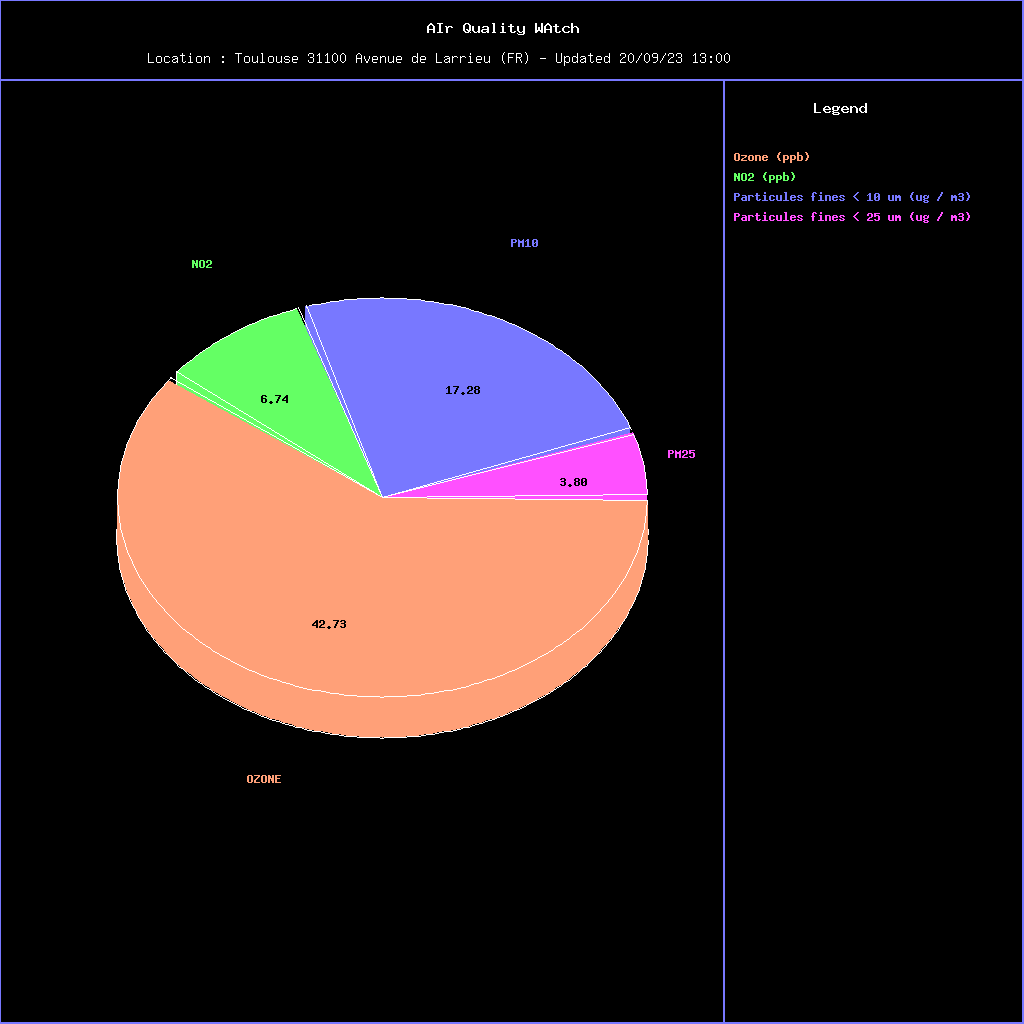 AIr Quality WAtch
Location : Toulouse 31100 Avenue de Larrieu (FR) - Updated 20/09/23 13:00
Legend
Ozone (ppb)
NO2 (ppb)
Particules fines < 10 um (ug / m3)
Particules fines < 25 um (ug / m3)
PM10
NO2
17.28
6.74
PM25
3.80
42.73
OZONE